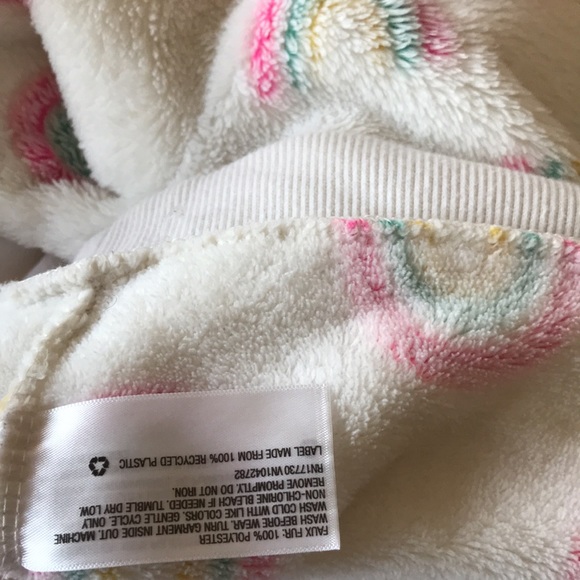 FAUX FUR: 100% POLYESTER
WASH BEFORE WEAR. TURN GARMENT INSIDE OUT. MACHINE
WASH COLD WITH LIKE COLORS. GENTLE CYCLE. ONLY
NON-CHLORINE BLEACH IF NEEDED. TUMBLE DRY LOW.
REMOVE PROMPTLY. DO NOT IRON.
RN17730 VN1042782
LABEL MADE FROM 100% RECYCLED PLASTIC